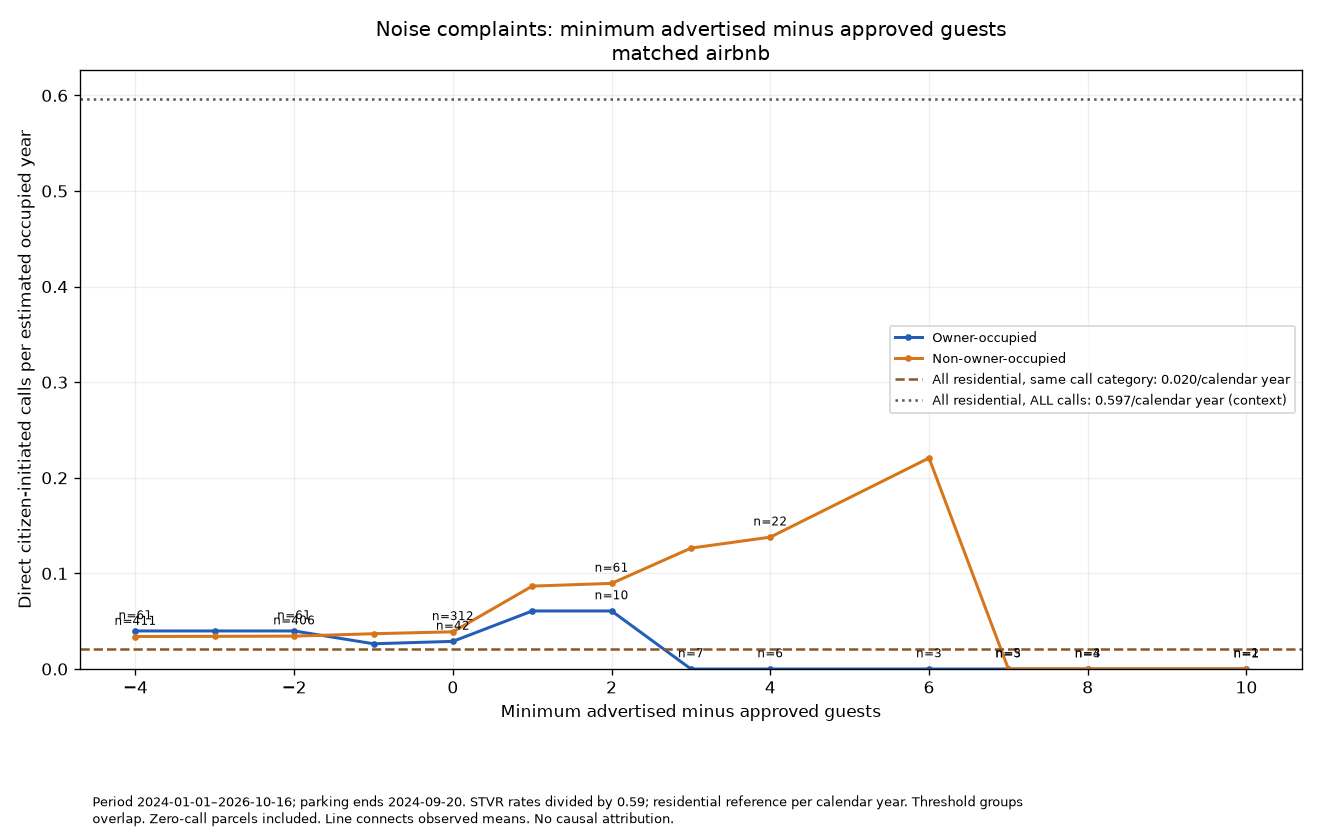 Noise complaints: minimum advertised minus approved guests
matched airbnb
Direct citizen-initiated calls per estimated occupied year
0.6
0.5
0.4
0.3
0.2
0.1
0.0
Owner-occupied
Non-owner-occupied
All residential, same call category: 0.020/calendar year
All residential, ALL calls: 0.597/calendar year (context)
n=61
n=411
n=61
n=406
n=312
n=42
n=61
n=10
n=22
n=7
n=6
n=3
−4
−2
0
2
4
6
8
10
Minimum advertised minus approved guests
Period 2024-01-01–2026-10-16; parking ends 2024-09-20. STVR rates divided by 0.59; residential reference per calendar year. Threshold groups
overlap. Zero-call parcels included. Line connects observed means. No causal attribution.